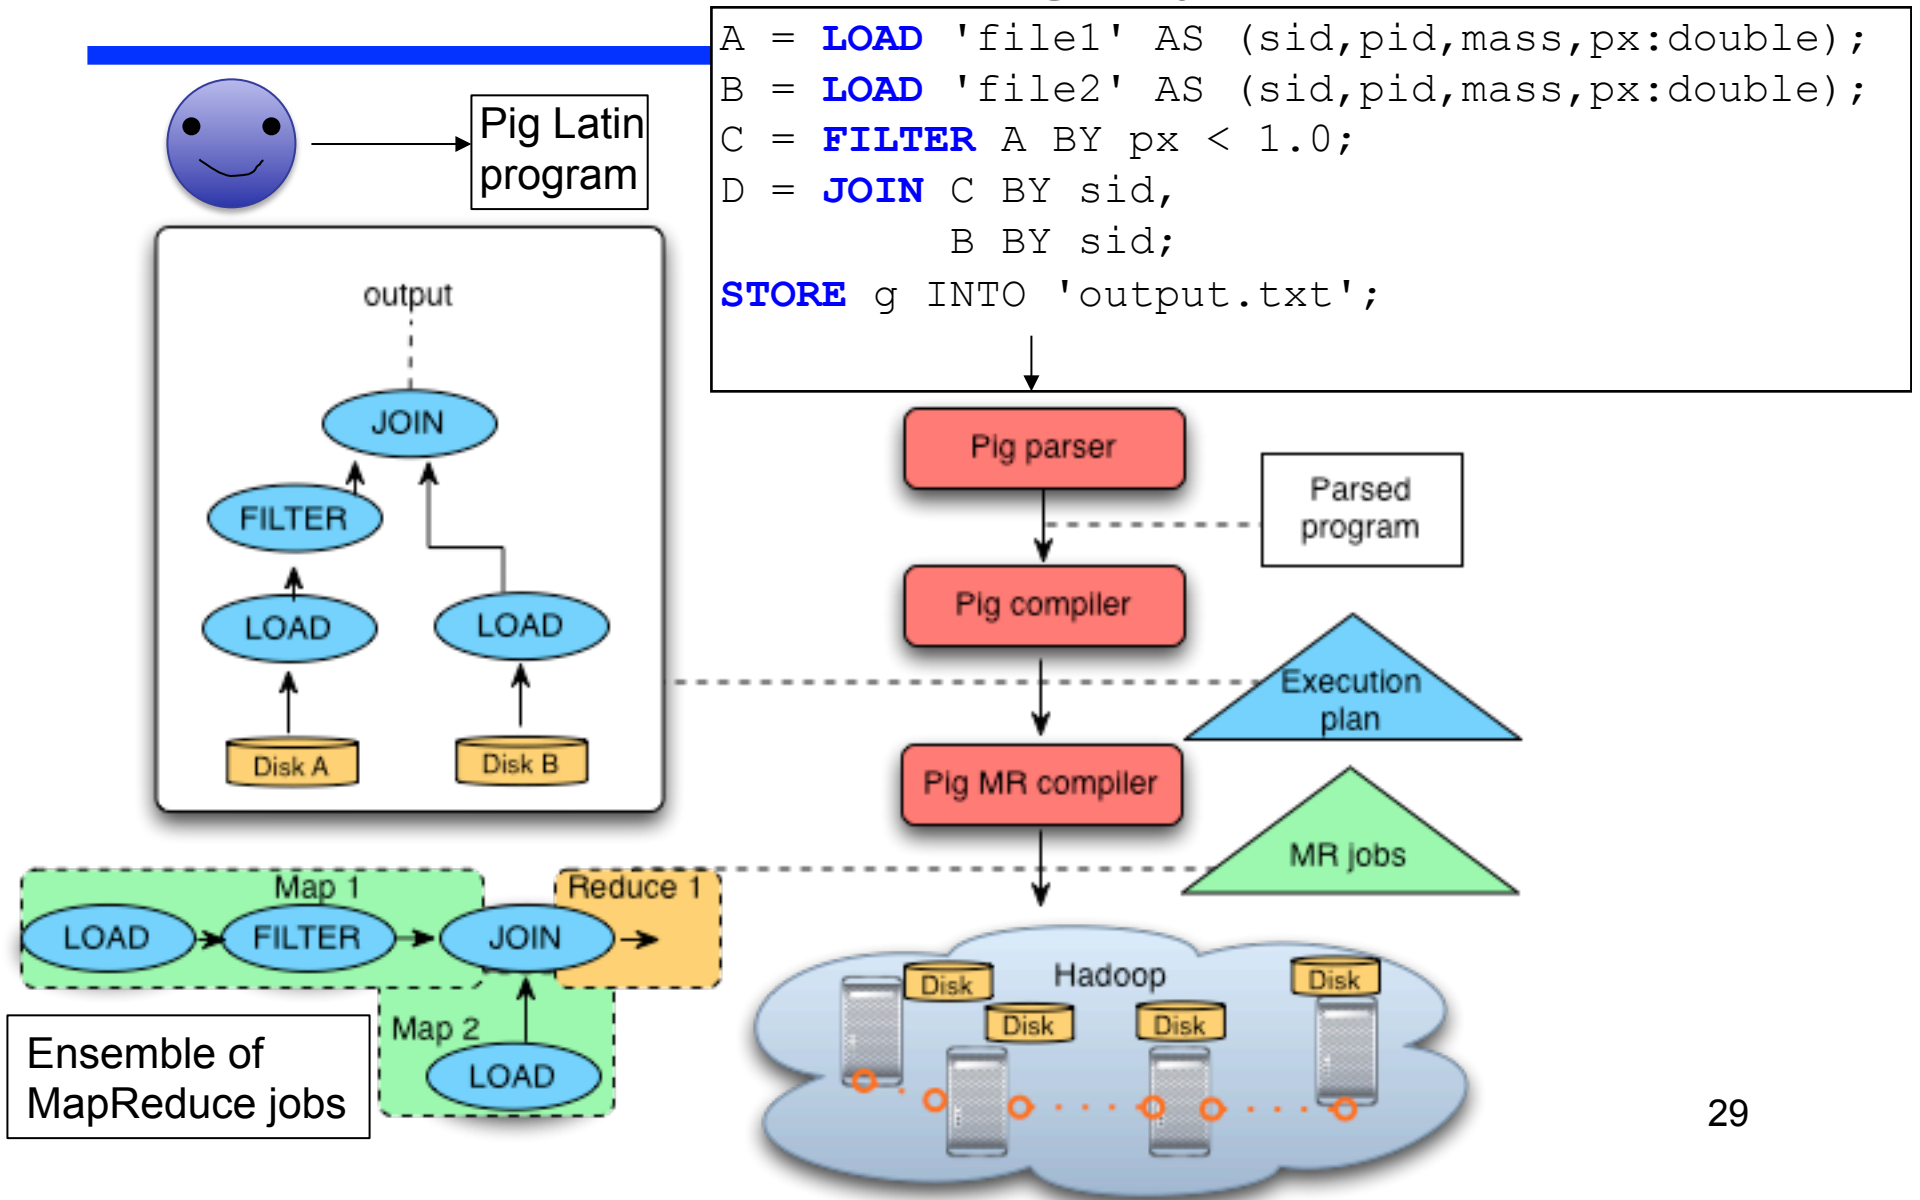 A = LOAD 'file1' AS (sid,pid,mass,px:double);
B = LOAD 'file2' AS (sid,pid,mass,px:double);
C = FILTER A BY px < 1.0;
D = JOIN C BY sid,
B BY sid;
STORE g INTO 'output.txt';
Pig Latin
program
output
JOIN
FILTER
LOAD
LOAD
Disk A
Disk B
Pig parser
Parsed
program
Pig compiler
Execution
plan
Pig MR compiler
MR jobs
Map 1
Reduce 1
LOAD
FILTER
JOIN
Map 2
LOAD
Ensemble of
MapReduce jobs
Hadoop
Disk
Disk
Disk
Disk
29